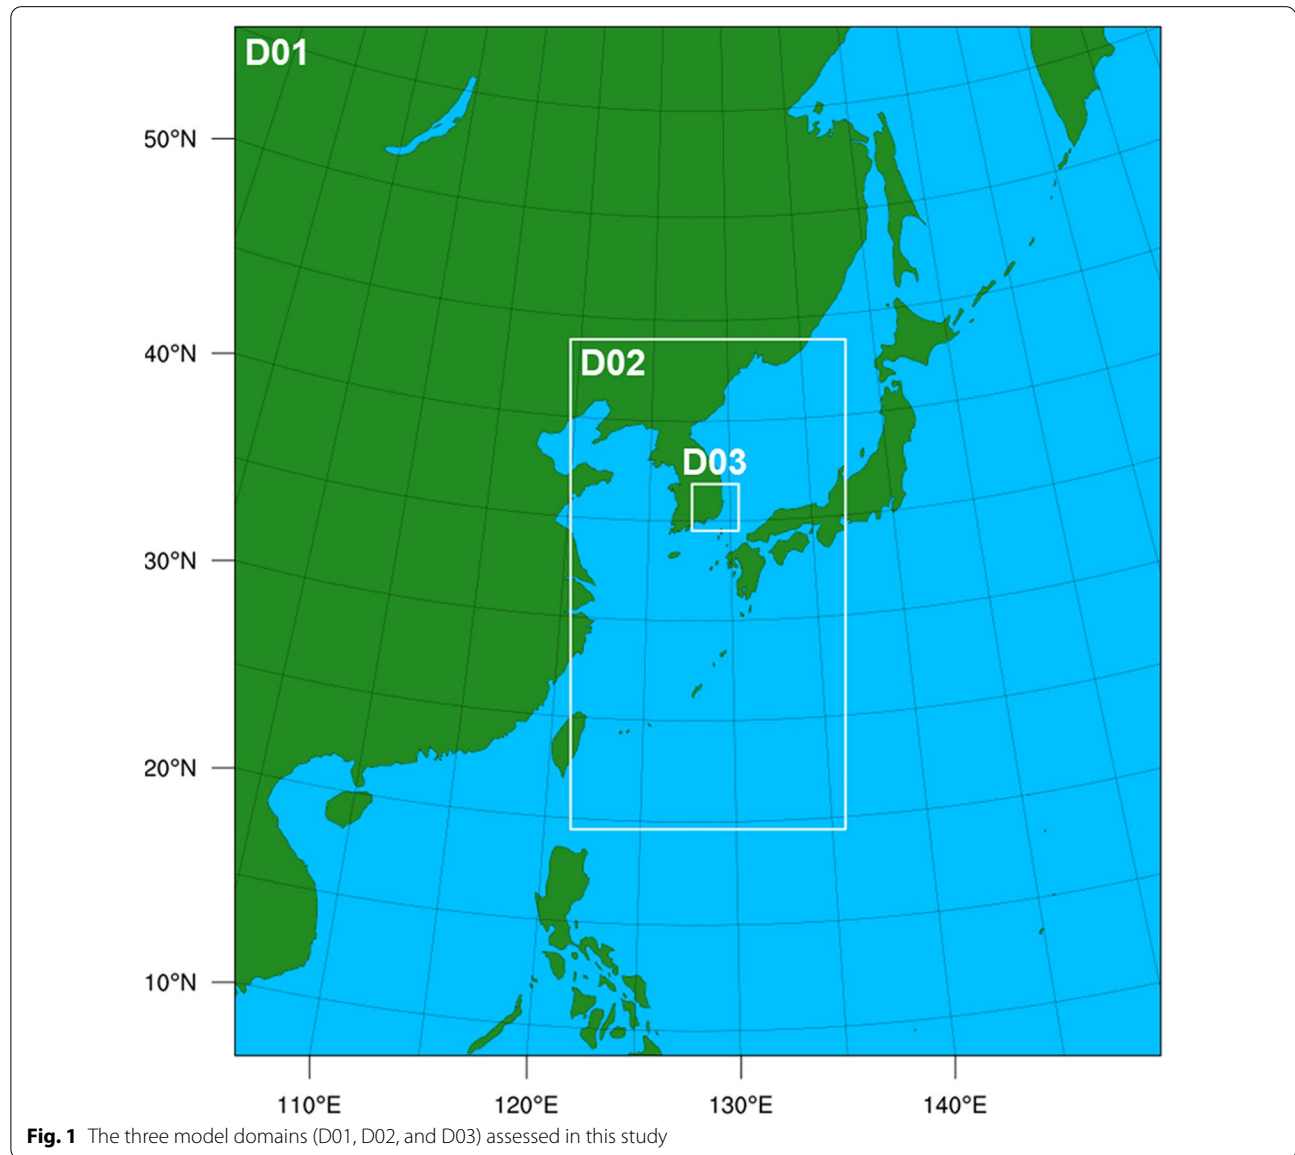 D01
50°N
40°N
D02
D03
30°N
20°N
10°N
110°E 120°E 130°E 140°E
Fig. 1 The three model domains (D01, D02, and D03) assessed in this study